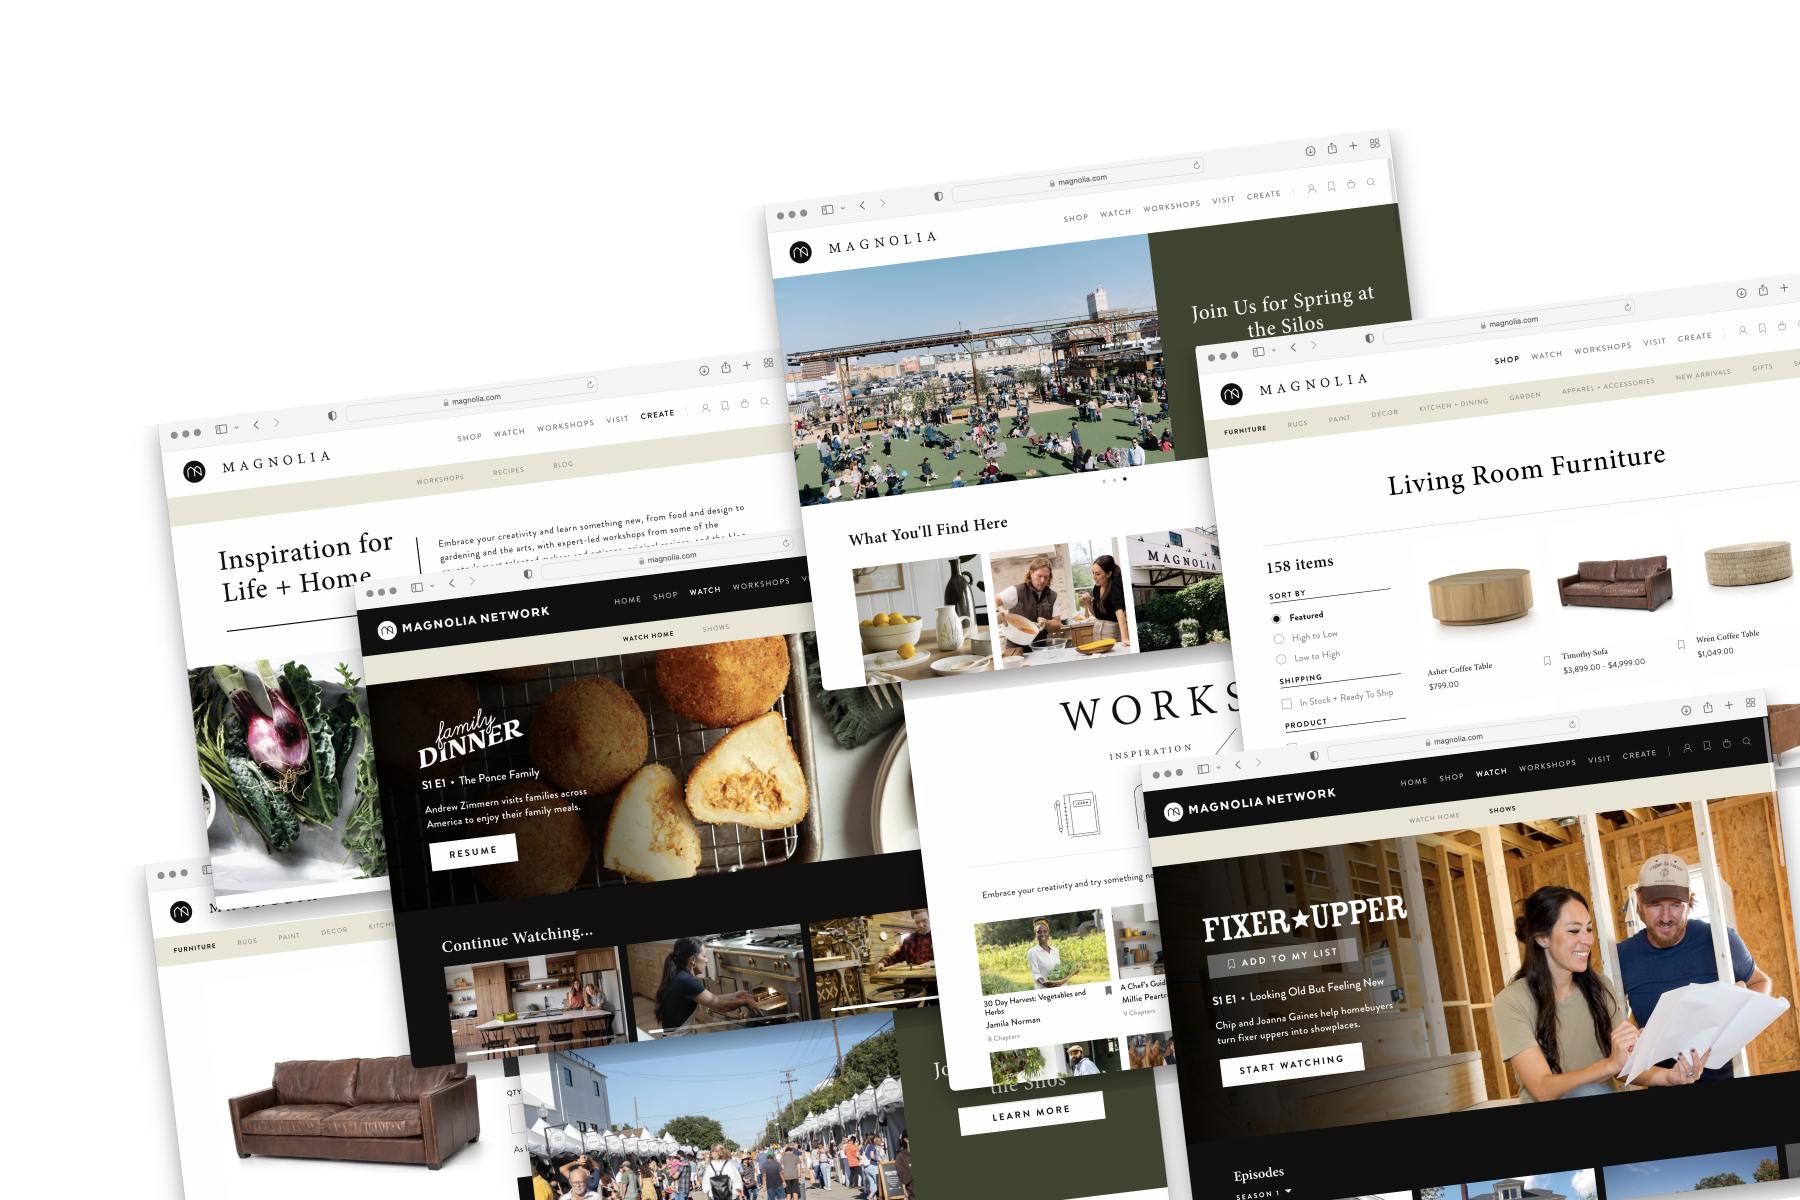 magnolia.com
SHOP WATCH WORKSHOPS VISIT CREATE
MAGNOLIA
Join Us for Spring at
the Silos
What You'll Find Here
MAGNOLIA
magnolia.com
SHOP WATCH WORKSHOPS VISIT CREATE
MAGNOLIA
FURNITURE RUGS PAINT DECOR KITCHEN + DINING GARDEN APPAREL + ACCESSORIES NEW ARRIVALS GIFTS
Living Room Furniture
158 items
SORT BY
Featured
High to Low
Low to High
SHIPPING
In Stock + Ready To Ship
PRODUCT
Asher Coffee Table
$799.00
Timothy Sofa
$3,899.00 - $4,999.00
Wren Coffee Table
$1,049.00
magnolia.com
SHOP WATCH WORKSHOPS VISIT CREATE
MAGNOLIA
WORKSHOPS RECIPES BLOG
Inspiration for
Life + Home
Embrace your creativity and learn something new, from food and design to
gardening and the arts, with expert-led workshops from some of the
magnolia.com
HOME SHOP WATCH WORKSHOPS
MAGNOLIA NETWORK
WATCH HOME SHOWS
family
DINNER
S1 E1 • The Ponce Family
Andrew Zimmern visits families across
America to enjoy their family meals.
RESUME
Continue Watching...
WORKS
INSPIRATION
LEARN
Embrace your creativity and try something
30 Day Harvest: Vegetables and
Herbs
Jamila Norman
8 Chapters
A Chef's
Millie
9 Chapters
magnolia.com
HOME SHOP WATCH WORKSHOPS VISIT CREATE
MAGNOLIA NETWORK
WATCH HOME SHOWS
FIXER UPPER
ADD TO MY LIST
S1 E1 • Looking Old But Feeling New
Chip and Joanna Gaines help homebuyers
turn fixer uppers into showplaces.
START WATCHING
Episodes
SEASON 1
FURNITURE RUGS PAINT DECOR
QTY
the Silos
LEARN MORE